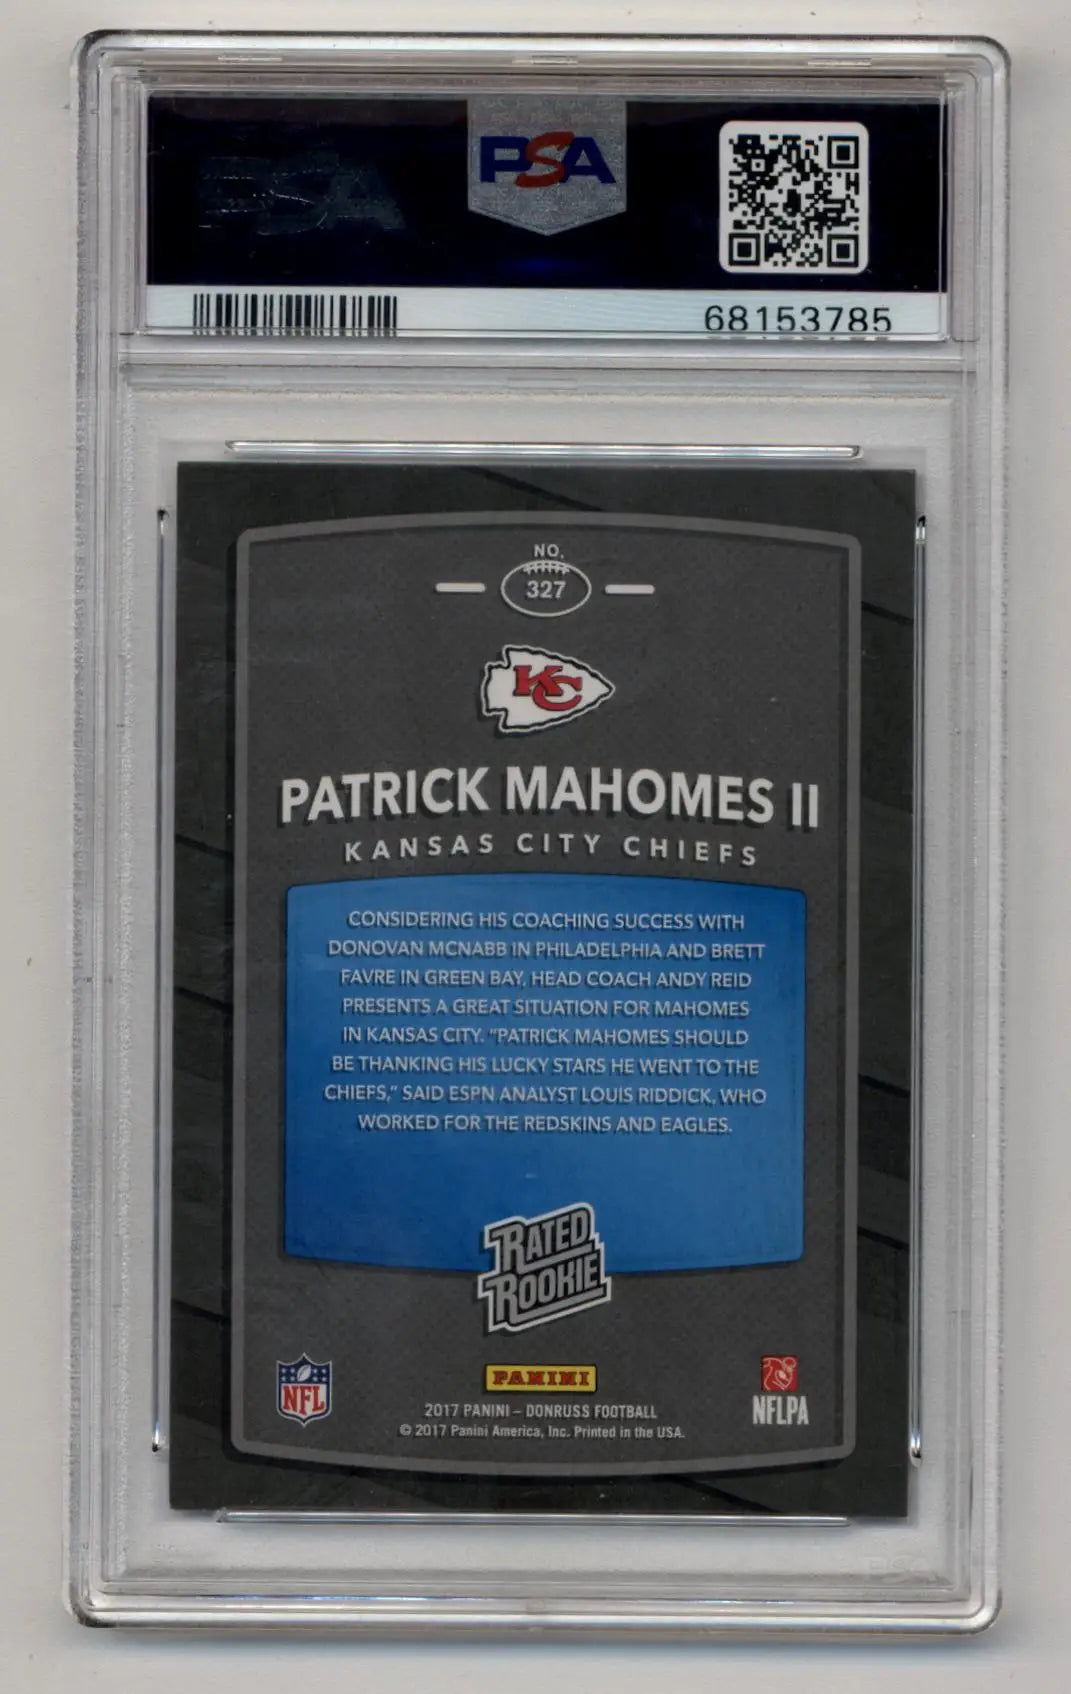 PSA
68153785
NO.
327
KC
PATRICK MAHOMES II
KANSAS CITY CHIEFS
CONSIDERING HIS COACHING SUCCESS WITH
DONOVAN MCNABB IN PHILADELPHIA AND BRETT
FAVRE IN GREEN BAY, HEAD COACH ANDY REID
PRESENTS A GREAT SITUATION FOR MAHOMES
IN KANSAS CITY. "PATRICK MAHOMES SHOULD
BE THANKING HIS LUCKY STARS HE WENT TO THE
CHIEFS," SAID ESPN ANALYST LOUIS RIDDICK, WHO
WORKED FOR THE REDSKINS AND EAGLES.
RATED
ROOKIE
NFL
PANINI
NFLPA
2017 PANINI – DONRUSS FOOTBALL
© 2017 Panini America, Inc. Printed in the USA.
PSA